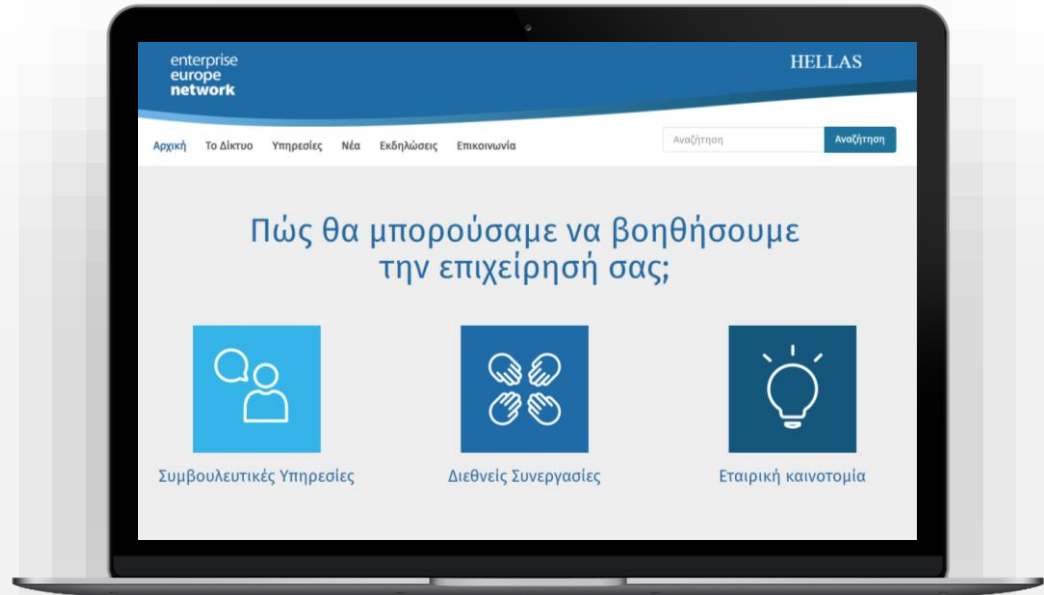 enterprise
europe
network
HELLAS
Αρχική Το Δίκτυο Υπηρεσίες Νέα Εκδηλώσεις Επικοινωνία
Αναζήτηση Αναζήτηση
Πώς θα μπορούσαμε να βοηθήσουμε
την επιχείρησή σας;
Συμβουλευτικές Υπηρεσίες
Διεθνείς Συνεργασίες
Εταιρική καινοτομία